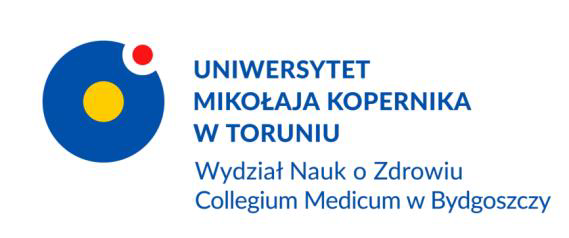 UNIWERSYTET
MIKOŁAJA KOPERNIKA
W TORUNIU
Wydział Nauk o Zdrowiu
Collegium Medicum w Bydgoszczy